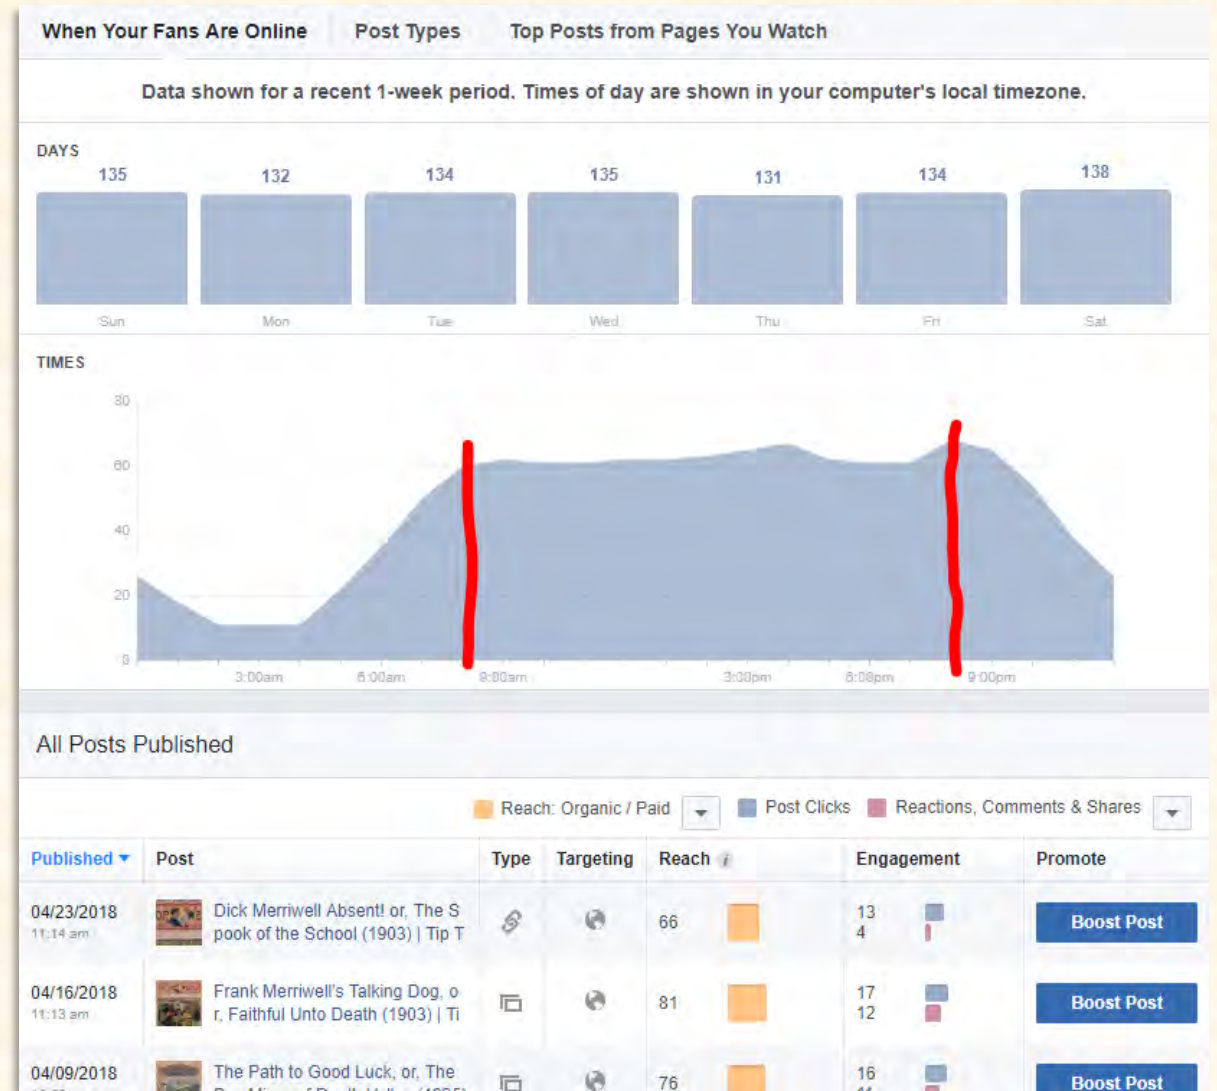 When Your Fans Are Online Post Types Top Posts from Pages You Watch
Data shown for a recent 1-week period. Times of day are shown in your computer's local timezone.
DAYS
135 132 134 135 131 134 138
Sun Mon Tue Wed Thu Fri Sat
TIMES
80
60
40
20
0
3:00am 6:00am 9:00am 3:00pm 6:00pm 9:00pm
All Posts Published
Reach: Organic / Paid Post Clicks Reactions, Comments & Shares
Published Post Type Targeting Reach i Engagement Promote
04/23/2018 Dick Merriwell Absent! or, The S 66 13 Boost Post
11:14 am pook of the School (1903) | Tip T 4
04/16/2018 Frank Merriwell's Talking Dog, o 81 17 Boost Post
11:13 am r, Faithful Unto Death (1903) | Ti 12
04/09/2018 The Path to Good Luck, or, The 76 16 Boost Post